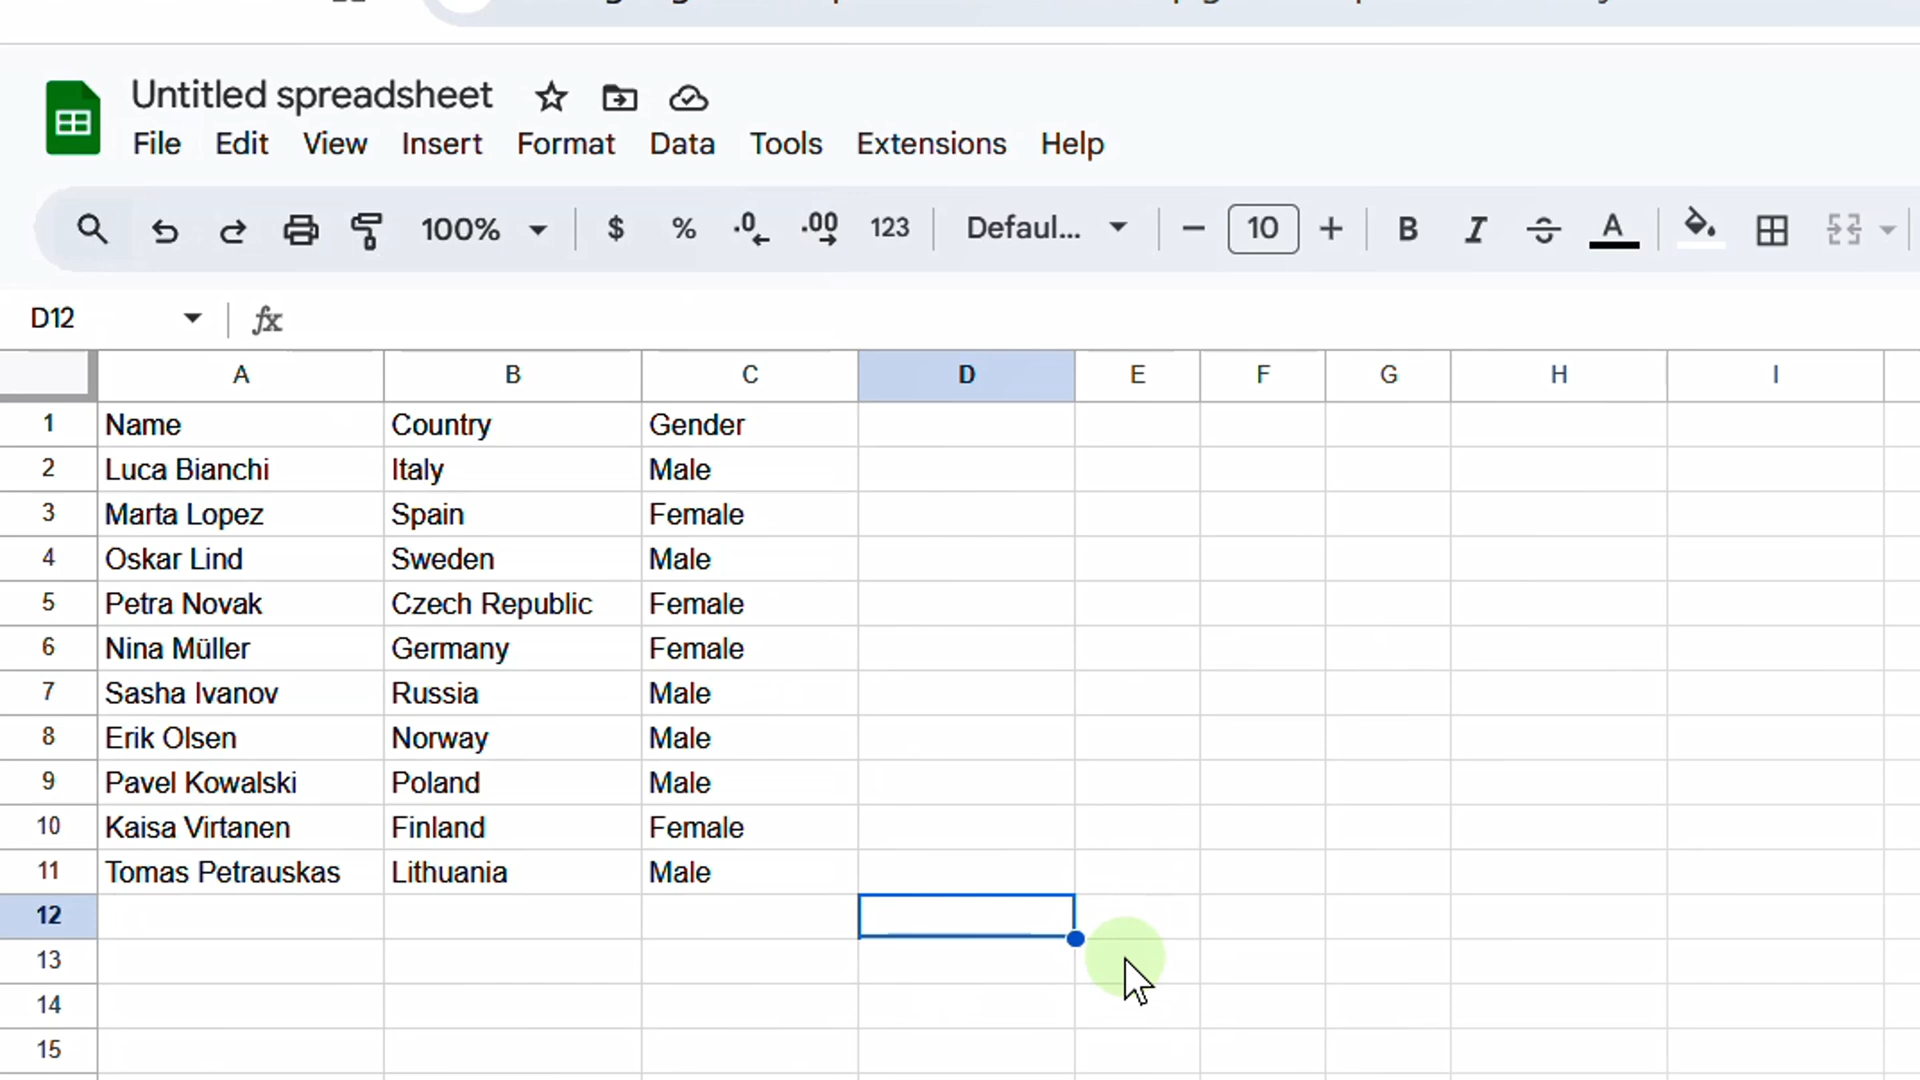 Untitled spreadsheet
File Edit View Insert Format Data Tools Extensions Help
100% $ % .0 .00 123 Defaul... − 10 + B I S A
D12 fx
A B C D E F G H I
1 Name Country Gender
2 Luca Bianchi Italy Male
3 Marta Lopez Spain Female
4 Oskar Lind Sweden Male
5 Petra Novak Czech Republic Female
6 Nina Müller Germany Female
7 Sasha Ivanov Russia Male
8 Erik Olsen Norway Male
9 Pavel Kowalski Poland Male
10 Kaisa Virtanen Finland Female
11 Tomas Petrauskas Lithuania Male
12
13
14
15